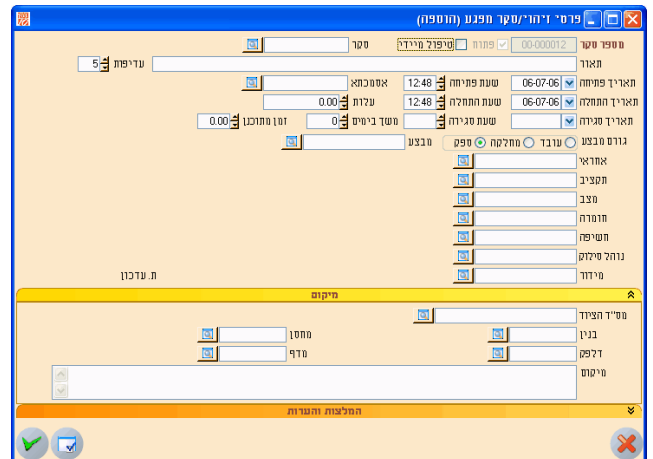 פרטי זיהוי/סקר מפגע (הוספה)
מספר סקר 00-000012 פתוח טיפול מיידי סקר
תאור עדיפות 5
תאריך פתיחה 06-07-06 שעת פתיחה 12:48 אסמכתא
תאריך התחלה 06-07-06 שעת התחלה 12:48 עלות 0.00
תאריך סגירה שעת סגירה משך בימים 0 זמן מתוכנן 0.00
גורם מבצע עובד מחלקה ספק מבצע
אחראי
תקציב
מצב
חומרה
חשיפה
נוהל סילוק
מידור ת. עדכון
מיקום
מס"ד הציוד
בנין מחסן
דלפק מדף
מיקום
המלצות והערות